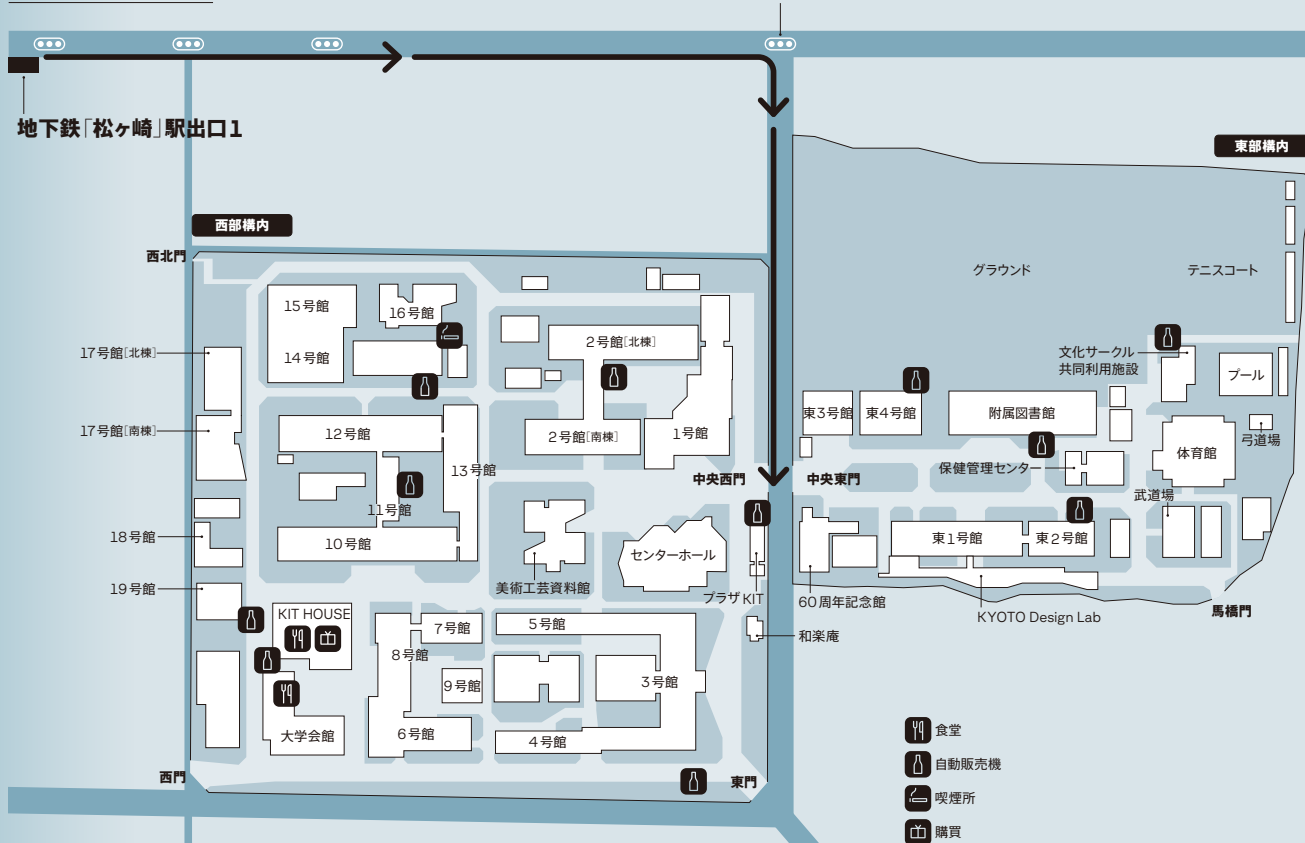 地下鉄「松ヶ崎」駅出口1
東部構内
西部構内
西北門
グラウンド
テニスコート
15号館
16号館
14号館
2号館[北棟]
17号館[北棟]
文化サークル
共同利用施設
プール
東3号館
東4号館
附属図書館
17号館[南棟]
12号館
2号館[南棟]
1号館
弓道場
体育館
13号館
中央西門
中央東門
保健管理センター
武道場
11号館
18号館
10号館
センターホール
東1号館
東2号館
19号館
美術工芸資料館
プラザKIT
60周年記念館
馬橋門
KYOTO Design Lab
KIT HOUSE
7号館
5号館
和楽庵
8号館
9号館
3号館
大学会館
6号館
4号館
西門
東門
食堂
自動販売機
喫煙所
購買